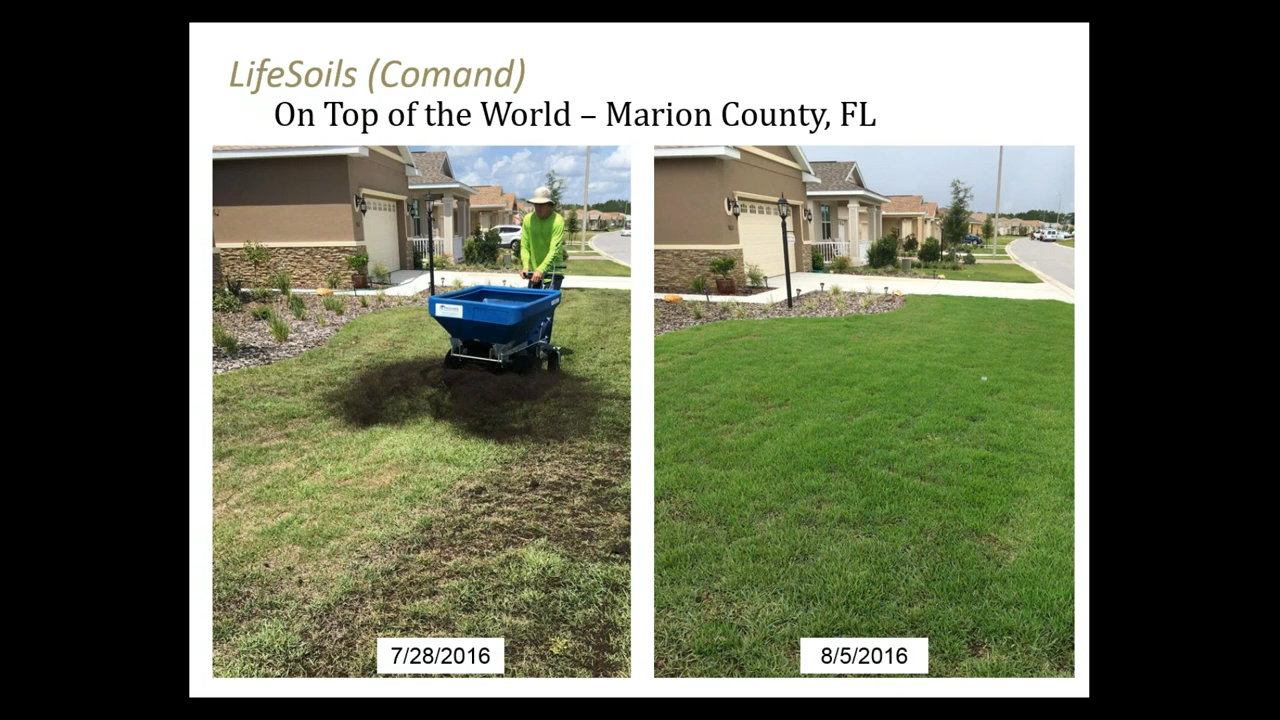 LifeSoils (Comand)
On Top of the World – Marion County, FL
7/28/2016
8/5/2016